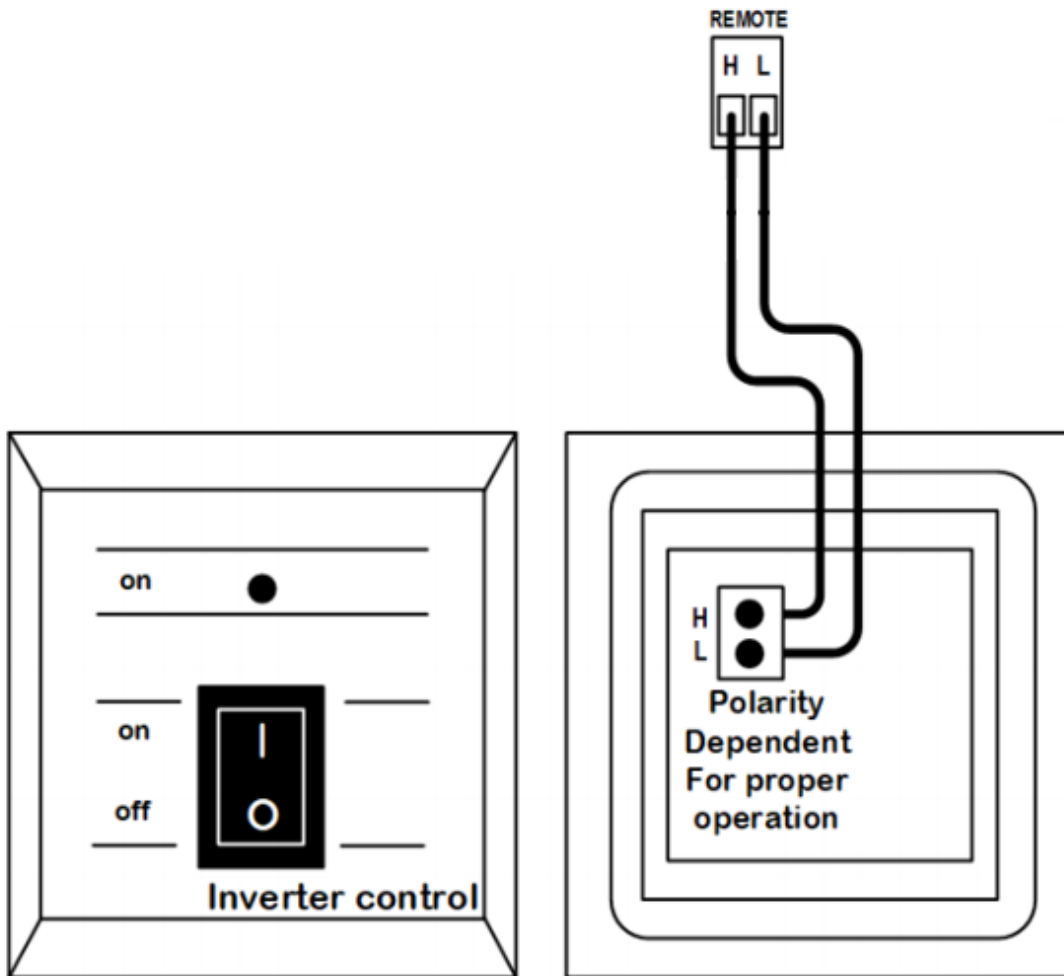 REMOTE
H L
on
on
I
off
O
Inverter control
H
L
Polarity
Dependent
For proper
operation